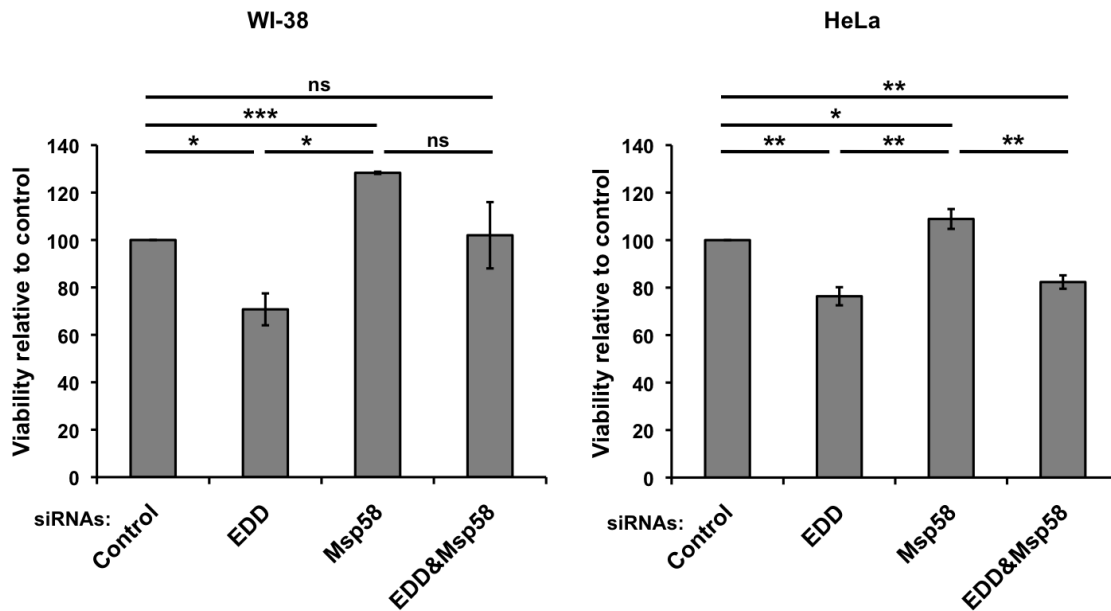 WI-38
ns
***
* * ns
140
120
100
80
60
40
20
0
Viability relative to control
siRNAs:
Control
EDD
Msp58
EDD&Msp58
HeLa
**
*
** ** **
140
120
100
80
60
40
20
0
Viability relative to control
siRNAs:
Control
EDD
Msp58
EDD&Msp58